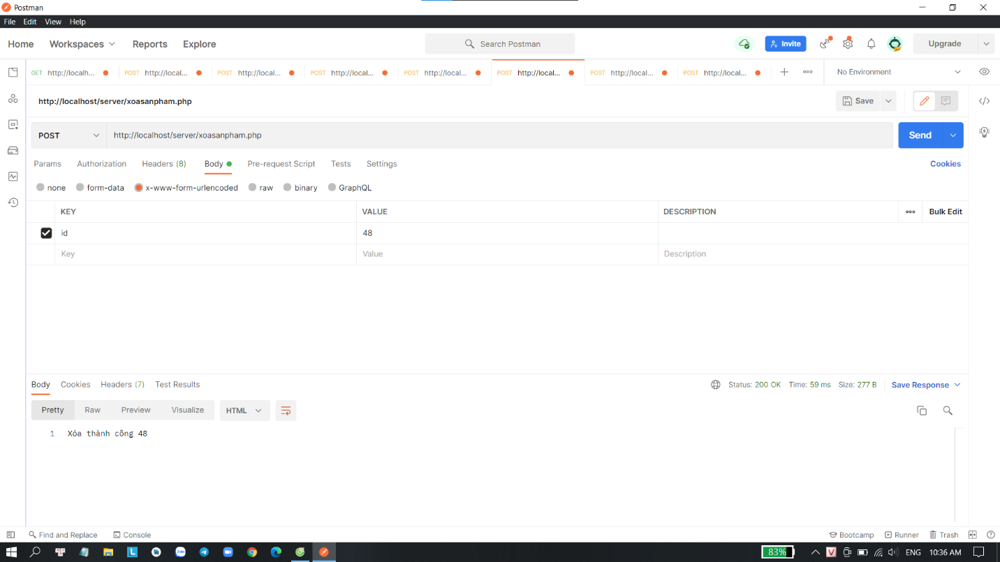 Postman
File Edit View Help
Home Workspaces Reports Explore Search Postman Invite Upgrade
GET http://localh... POST http://local... POST http://local... POST http://local... POST http://local... POST http://local... POST http://local... POST http://local... No Environment
http://localhost/server/xoasanpham.php Save
POST http://localhost/server/xoasanpham.php Send
Params Authorization Headers (8) Body Pre-request Script Tests Settings Cookies
none form-data x-www-form-urlencoded raw binary GraphQL
KEY VALUE DESCRIPTION Bulk Edit
id 48
Key Value Description
Body Cookies Headers (7) Test Results Status: 200 OK Time: 59 ms Size: 277 B Save Response
Pretty Raw Preview Visualize HTML
1 Xóa thành công 48
Find and Replace Console Bootcamp Runner Trash
L Zalo 83% V ENG 10:36 AM